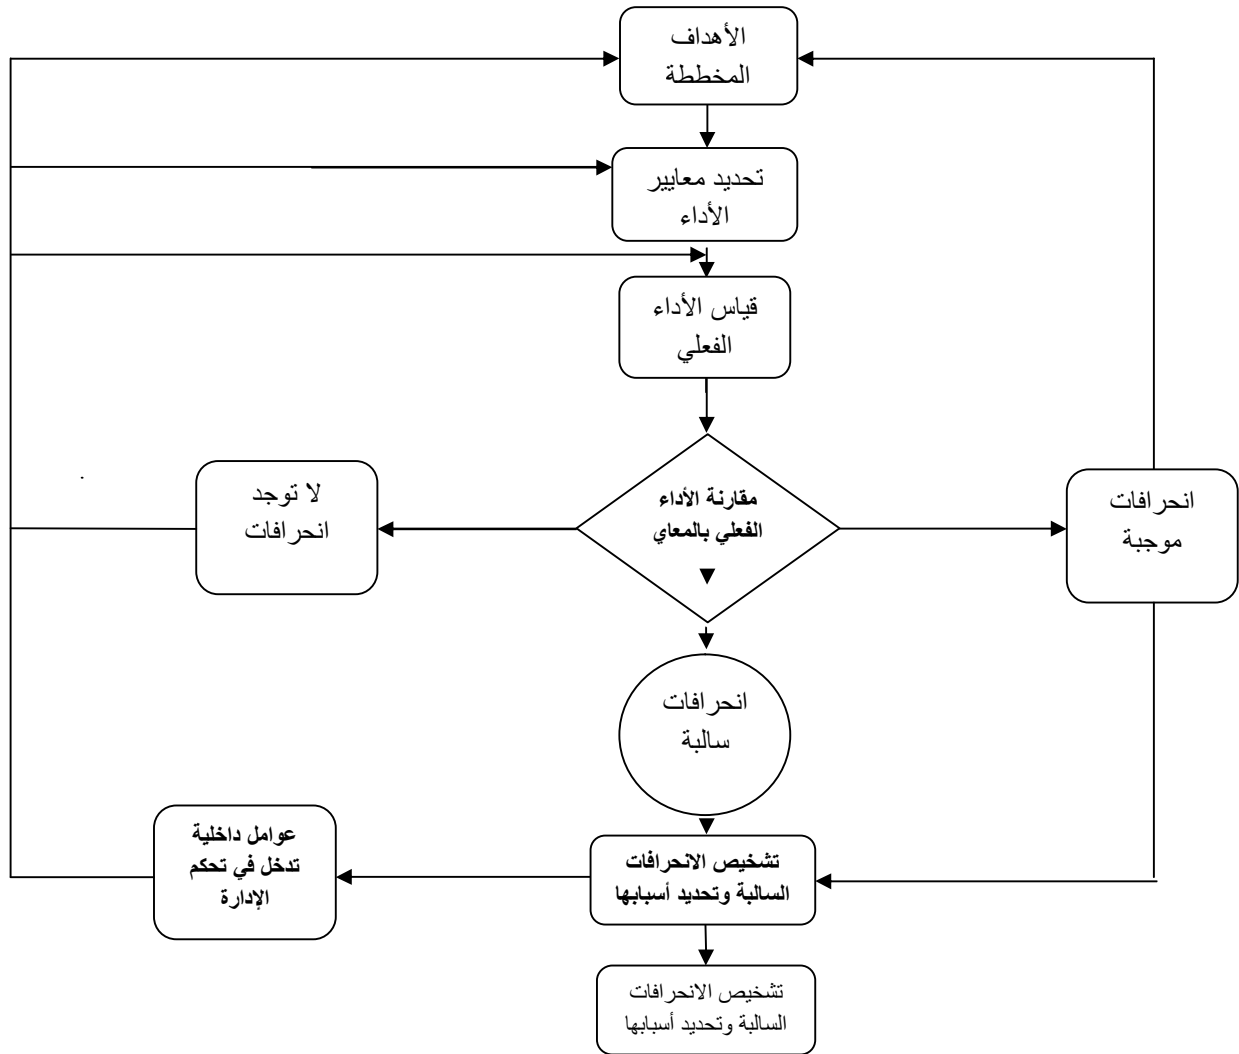 الأهداف
المخططة
تحديد معايير
الأداء
قياس الأداء
الفعلي
مقارنة الأداء
الفعلي بالمعاي
لا توجد
انحرافات
انحرافات
موجبة
انحرافات
سالبة
تشخيص الانحرافات
السالبة وتحديد أسبابها
عوامل داخلية
تدخل في تحكم
الإدارة
تشخيص الانحرافات
السالبة وتحديد أسبابها